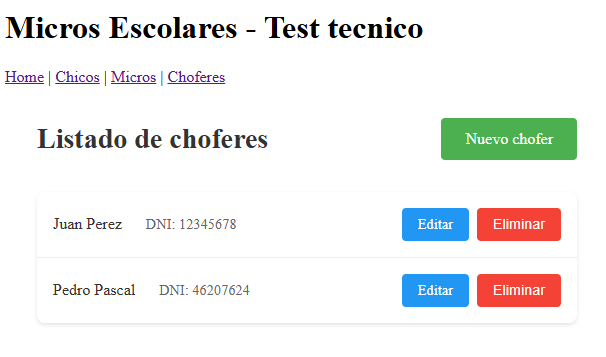 Micros Escolares - Test tecnico
Home | Chicos | Micros | Choferes
Listado de choferes Nuevo chofer
Juan Perez DNI: 12345678 Editar Eliminar
Pedro Pascal DNI: 46207624 Editar Eliminar